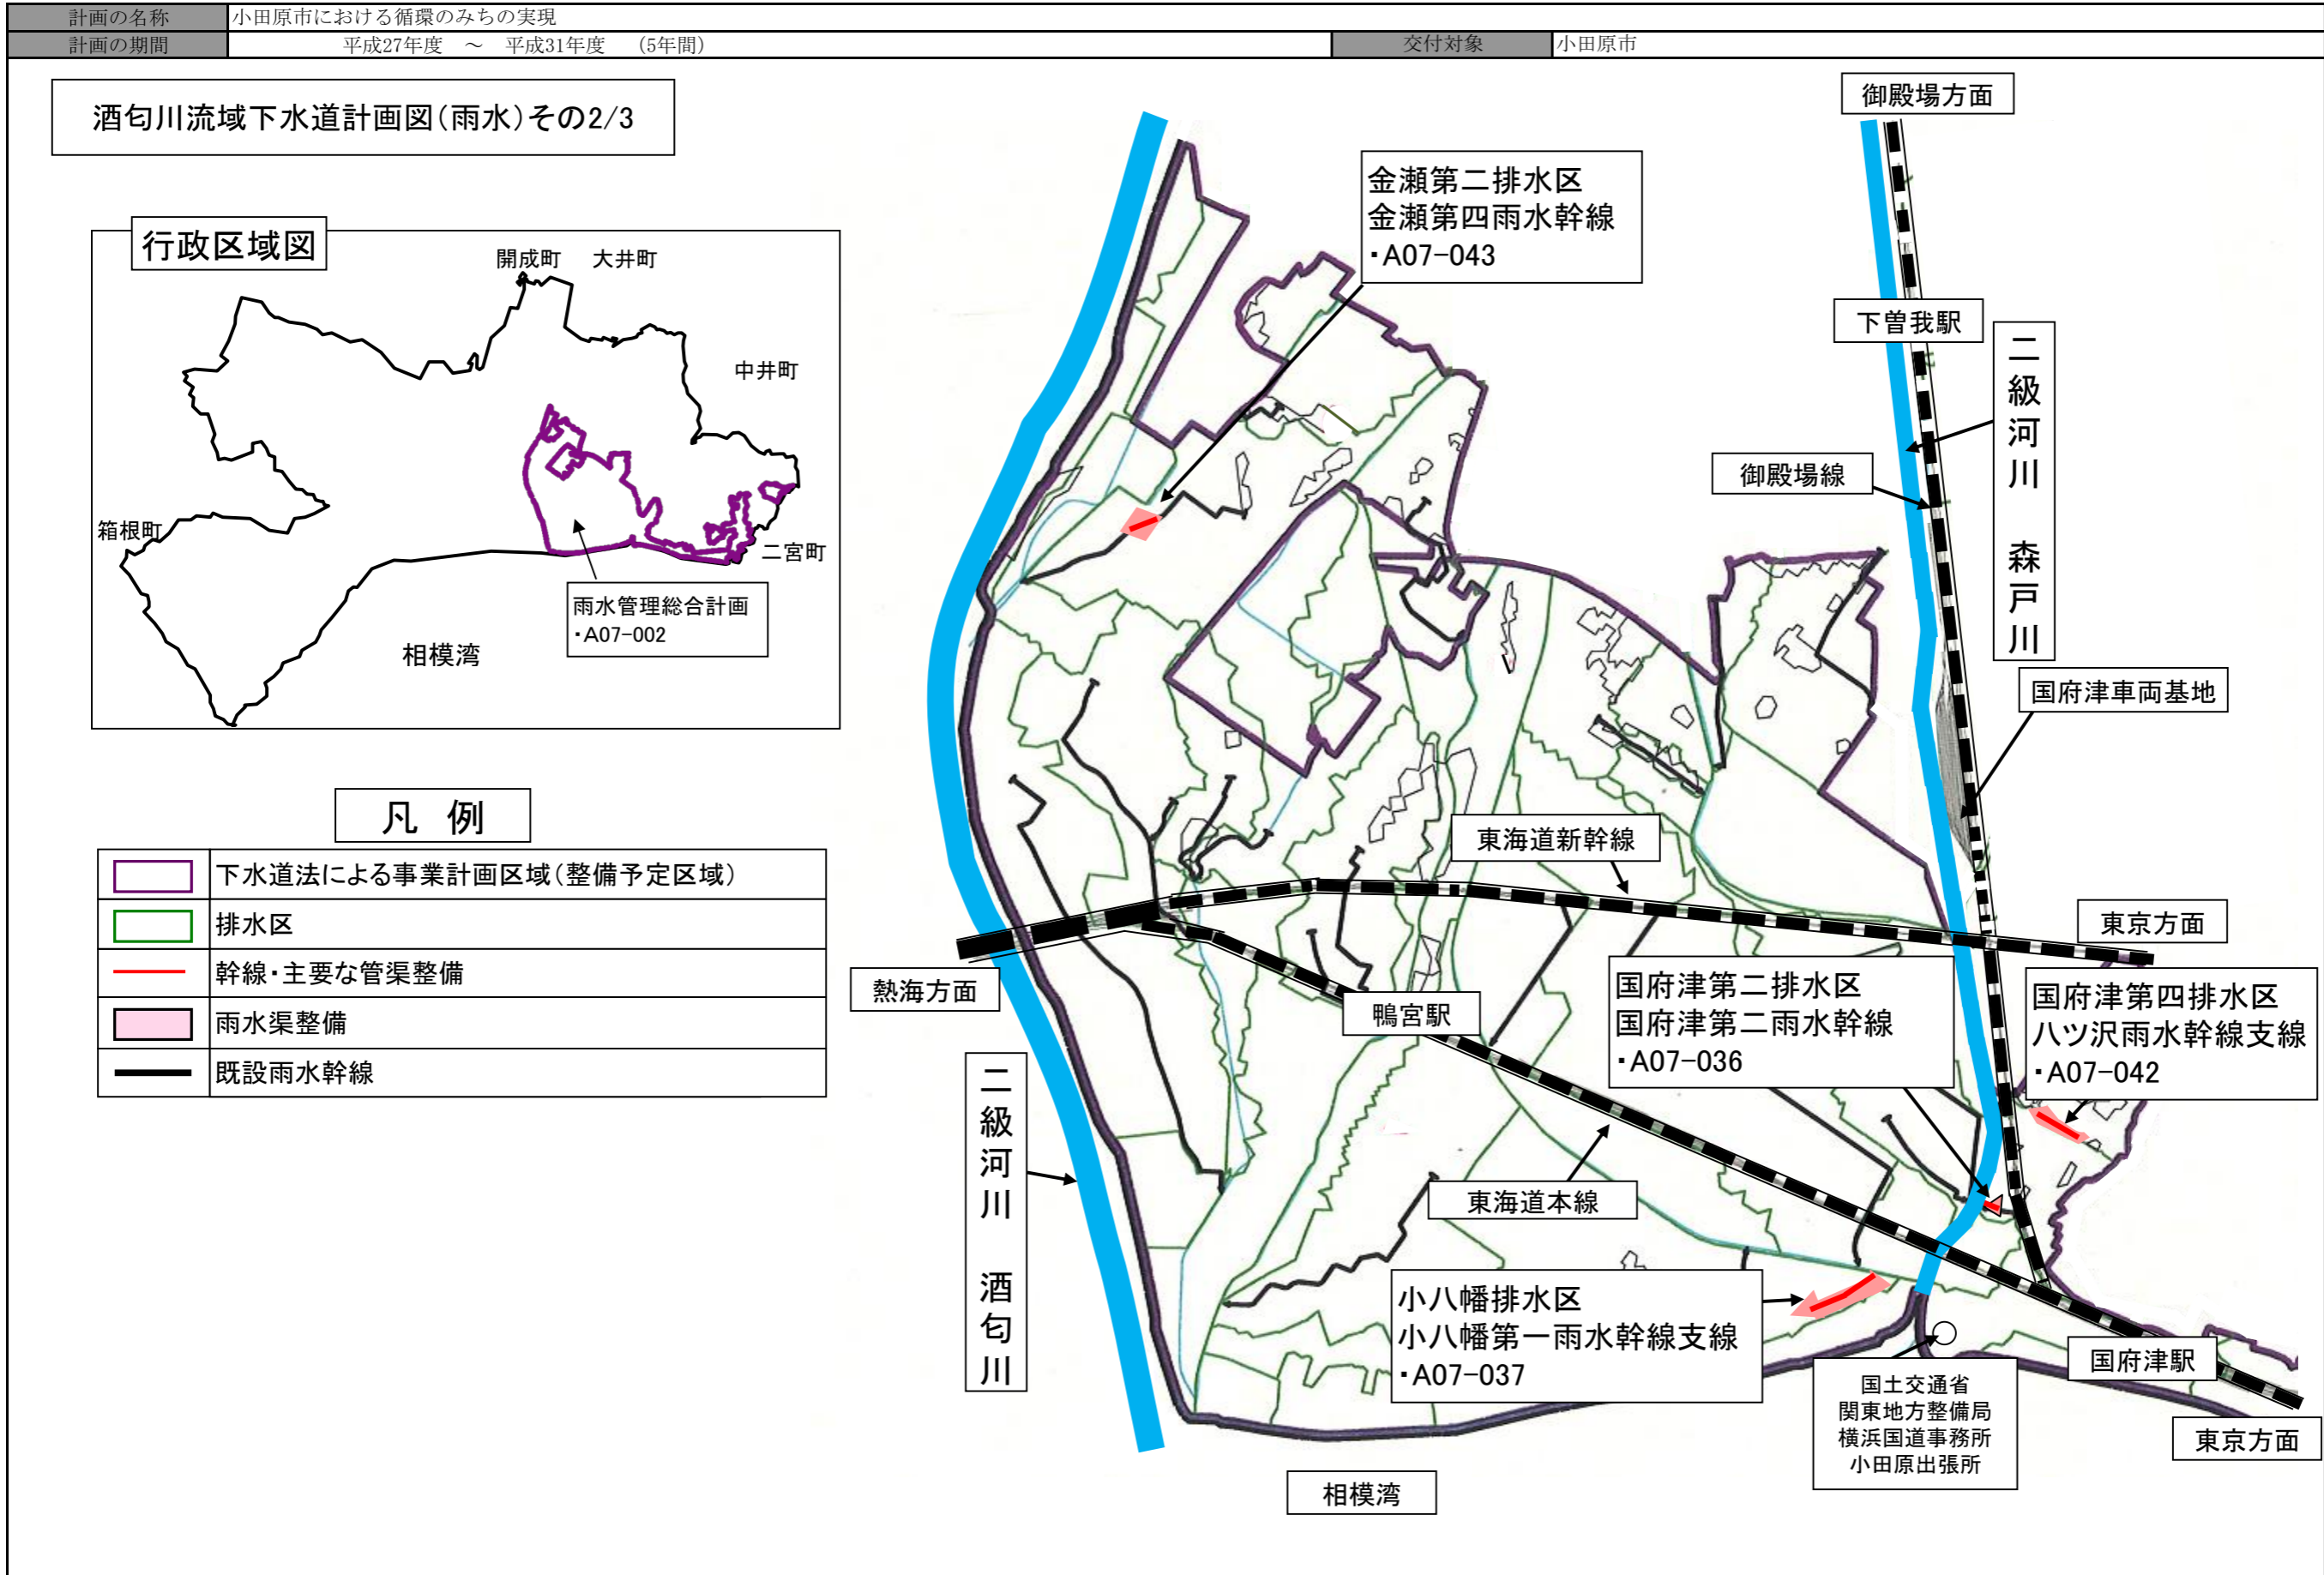 計画の名称
小田原市における循環のみちの実現
計画の期間
平成27年度　～　平成31年度　（5年間）
交付対象
小田原市
酒匂川流域下水道計画図（雨水）その2/3
行政区域図
開成町
大井町
中井町
箱根町
二宮町
雨水管理総合計画
・A07-002
相模湾
凡 例
下水道法による事業計画区域（整備予定区域）
排水区
幹線・主要な管渠整備
雨水渠整備
既設雨水幹線
御殿場方面
金瀬第二排水区
金瀬第四雨水幹線
・A07-043
下曽我駅
二級河川　森戸川
御殿場線
国府津車両基地
東海道新幹線
東京方面
熱海方面
鴨宮駅
国府津第二排水区
国府津第二雨水幹線
・A07-036
国府津第四排水区
八ツ沢雨水幹線支線
・A07-042
二級河川　酒匂川
東海道本線
小八幡排水区
小八幡第一雨水幹線支線
・A07-037
国府津駅
国土交通省
関東地方整備局
横浜国道事務所
小田原出張所
東京方面
相模湾